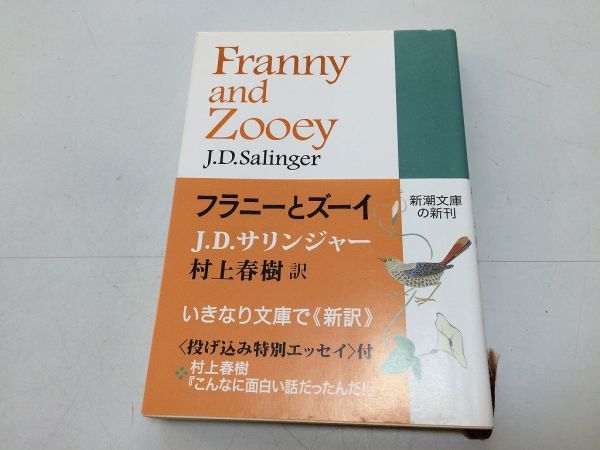 Franny
and
Zooey
J.D.Salinger
フラニーとズーイ
J.D.サリンジャー
村上春樹 訳
いきなり文庫で《新訳》
〈投げ込み特別エッセイ〉付
村上春樹
『こんなに面白い話だったんだ!』
新潮文庫
の新刊